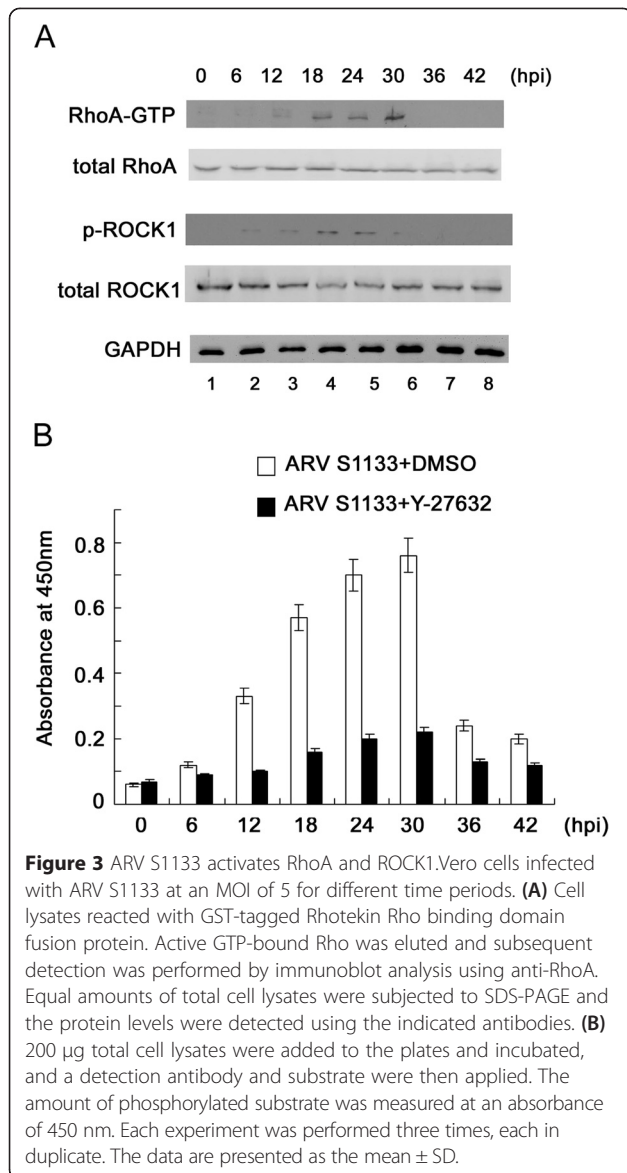 A
0 6 12 18 24 30 36 42 (hpi)
RhoA-GTP
total RhoA
p-ROCK1
total ROCK1
GAPDH
1 2 3 4 5 6 7 8
B
ARV S1133+DMSO
ARV S1133+Y-27632
Absorbance at 450nm
0.8
0.6
0.4
0.2
0
0 6 12 18 24 30 36 42 (hpi)
Figure 3 ARV S1133 activates RhoA and ROCK1.Vero cells infected
with ARV S1133 at an MOI of 5 for different time periods. (A) Cell
lysates reacted with GST-tagged Rhotekin Rho binding domain
fusion protein. Active GTP-bound Rho was eluted and subsequent
detection was performed by immunoblot analysis using anti-RhoA.
Equal amounts of total cell lysates were subjected to SDS-PAGE and
the protein levels were detected using the indicated antibodies. (B)
200 μg total cell lysates were added to the plates and incubated,
and a detection antibody and substrate were then applied. The
amount of phosphorylated substrate was measured at an absorbance
of 450 nm. Each experiment was performed three times, each in
duplicate. The data are presented as the mean ± SD.